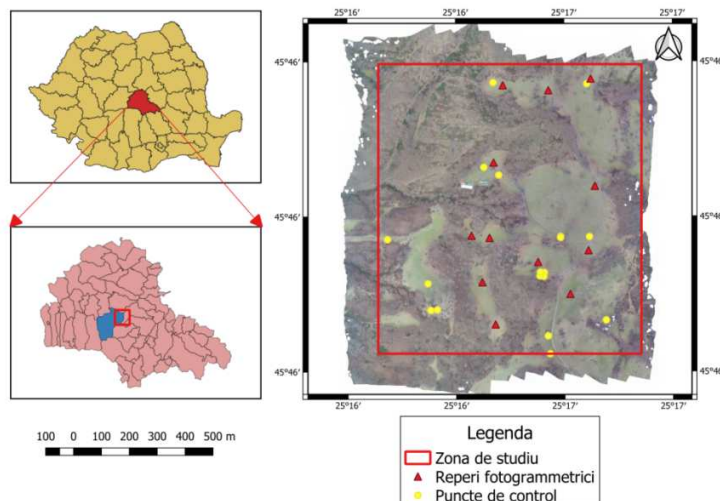 25°16′ 25°16′ 25°17′ 25°17′
45°46′ 45°46′
45°46′ 45°46′
45°46′ 45°46′
25°16′ 25°16′ 25°17′ 25°17′
100 0 100 200 300 400 500 m
Legenda
Zona de studiu
Reperi fotogrammetrici
Puncte de control